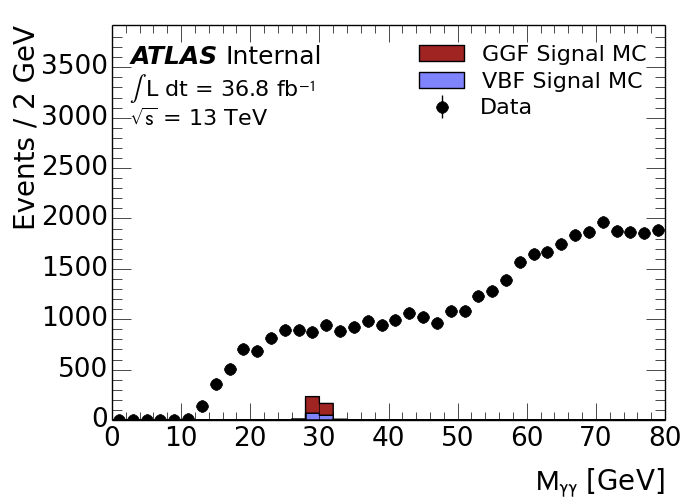 ATLAS Internal
∫L dt = 36.8 fb⁻¹
√s = 13 TeV
GGF Signal MC
VBF Signal MC
Data
Events / 2 GeV
3500
3000
2500
2000
1500
1000
500
0
0 10 20 30 40 50 60 70 80
Mγγ [GeV]